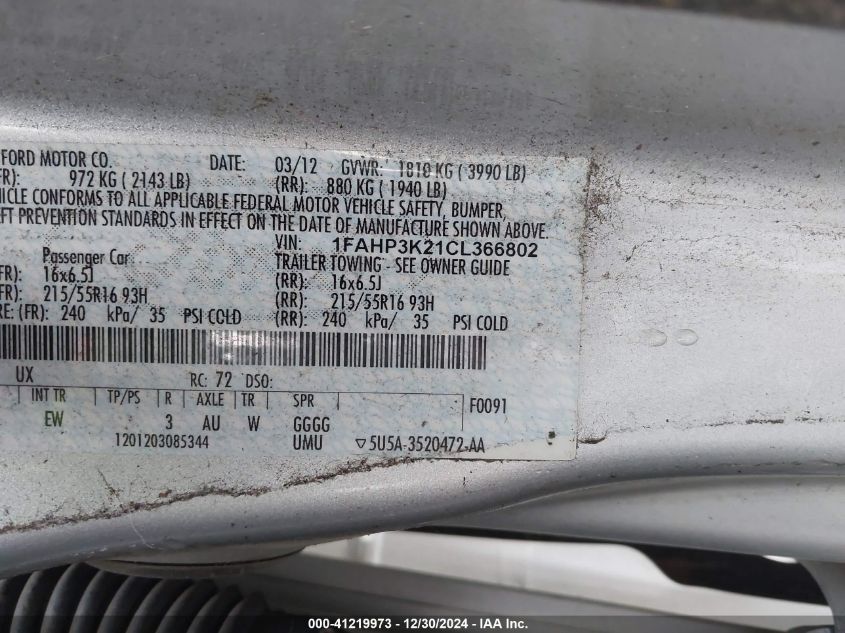 FORD MOTOR CO. DATE: 03/12 GVWR: 1810 KG ( 3990 LB)
FR): 972 KG ( 2143 LB) (RR): 880 KG ( 1940 LB)
HICLE CONFORMS TO ALL APPLICABLE FEDERAL MOTOR VEHICLE SAFETY, BUMPER,
FT PREVENTION STANDARDS IN EFFECT ON THE DATE OF MANUFACTURE SHOWN ABOVE.
VIN: 1FAHP3K21CL366802
Passenger Car TRAILER TOWING - SEE OWNER GUIDE
FR): 16x6.5J (RR): 16x6.5J
FR): 215/55R16 93H (RR): 215/55R16 93H
RE: (FR): 240 kPa/ 35 PSI COLD (RR): 240 kPa/ 35 PSI COLD
UX RC: 72 DSO:
INT TR TP/PS R AXLE TR SPR F0091
EW 3 AU W GGGG
1201203085344 UMU ▽5U5A-3520472-AA
000-41219973 - 12/30/2024 - IAA Inc.